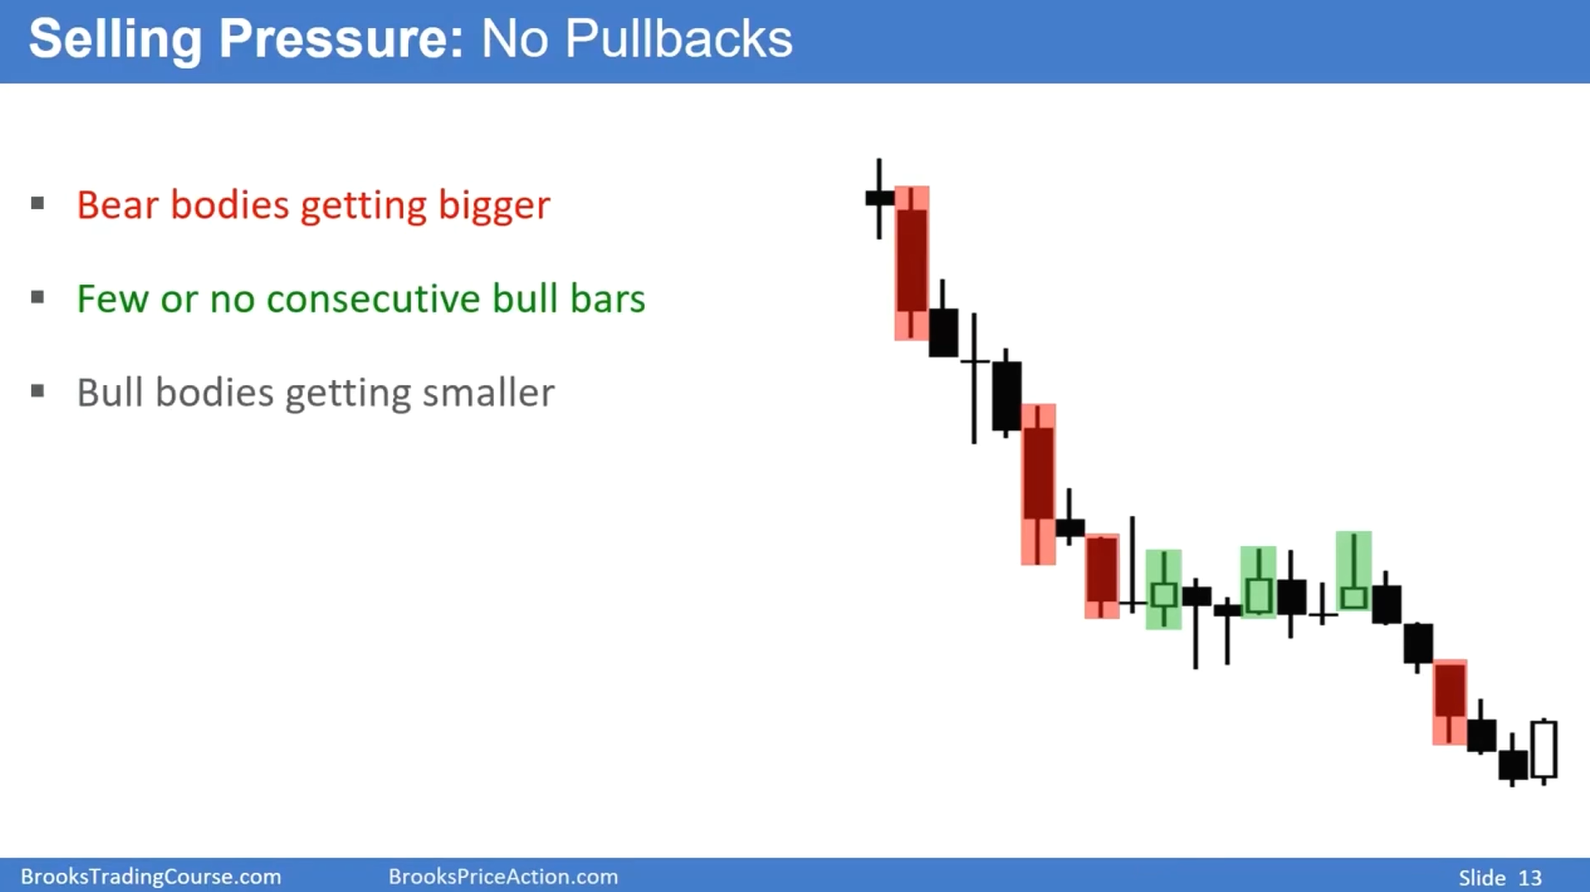 Selling Pressure: No Pullbacks
Bear bodies getting bigger
Few or no consecutive bull bars
Bull bodies getting smaller
BrooksTradingCourse.com BrooksPriceAction.com Slide 13